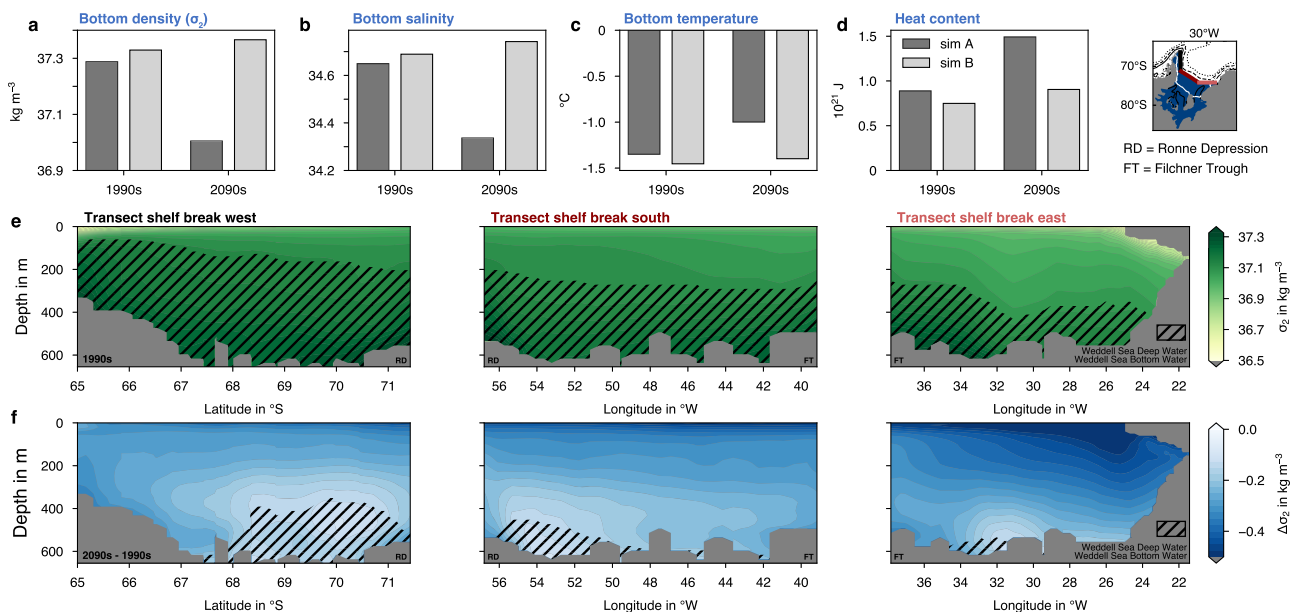 a Bottom density (σ2)
kg m−3
37.3
37.1
36.9
1990s 2090s
b Bottom salinity
34.6
34.4
34.2
1990s 2090s
c Bottom temperature
°C
0
-0.5
-1.0
-1.5
1990s 2090s
d Heat content
10²¹ J
1.5
1.0
0.5
0
sim A
sim B
1990s 2090s
30°W
70°S
80°S
RD = Ronne Depression
FT = Filchner Trough
e Transect shelf break west
Depth in m
0
200
400
600
1990s
RD
65 66 67 68 69 70 71
Latitude in °S
Transect shelf break south
RD
FT
56 54 52 50 48 46 44 42 40
Longitude in °W
Transect shelf break east
FT
Weddell Sea Deep Water
Weddell Sea Bottom Water
36 34 32 30 28 26 24 22
Longitude in °W
37.3
37.0
36.7
36.5
σ2 in kg m−3
f
Depth in m
0
200
400
600
2090s - 1990s
RD
65 66 67 68 69 70 71
Latitude in °S
RD
FT
56 54 52 50 48 46 44 42 40
Longitude in °W
FT
Weddell Sea Deep Water
Weddell Sea Bottom Water
36 34 32 30 28 26 24 22
Longitude in °W
0.0
−0.2
−0.4
Δσ2 in kg m−3